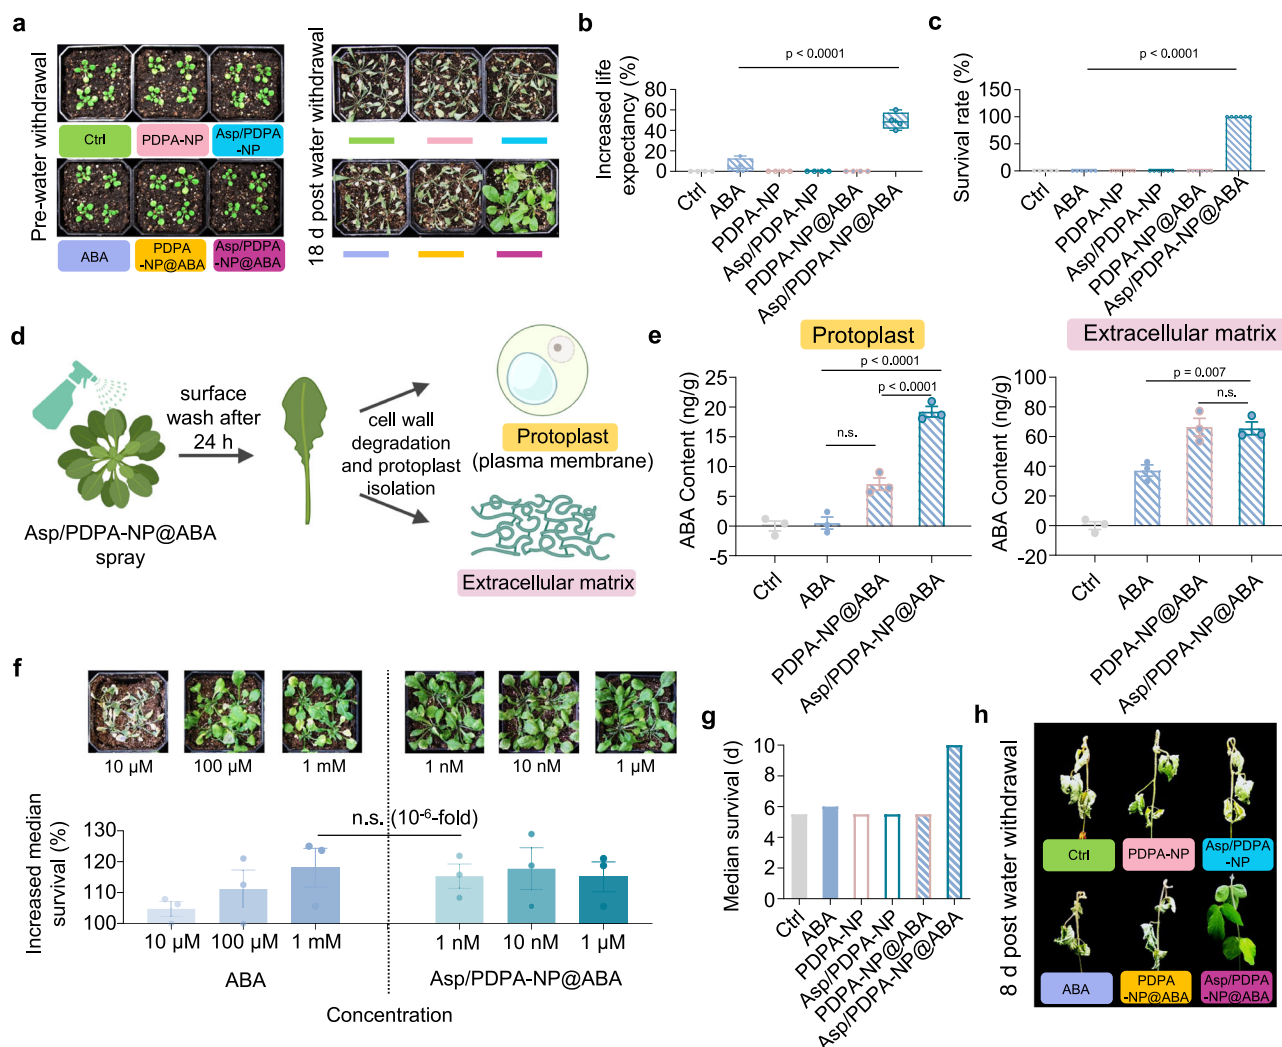 a
Pre-water withdrawal
Ctrl
PDPA-NP
Asp/PDPA
-NP
ABA
PDPA
-NP@ABA
Asp/PDPA
-NP@ABA
18 d post water withdrawal
b
Increased life
expectancy (%)
p < 0.0001
80
60
40
20
0
Ctrl
ABA
PDPA-NP
Asp/PDPA-NP
PDPA-NP@ABA
Asp/PDPA-NP@ABA
c
Survival rate (%)
p < 0.0001
150
100
50
0
Ctrl
ABA
PDPA-NP
Asp/PDPA-NP
PDPA-NP@ABA
Asp/PDPA-NP@ABA
d
Asp/PDPA-NP@ABA
spray
surface
wash after
24 h
cell wall
degradation
and protoplast
isolation
Protoplast
(plasma membrane)
Extracellular matrix
e
Protoplast
ABA Content (ng/g)
p < 0.0001
p < 0.0001
n.s.
25
20
15
10
5
0
-5
Ctrl
ABA
PDPA-NP@ABA
Asp/PDPA-NP@ABA
Extracellular matrix
ABA Content (ng/g)
p = 0.007
n.s.
100
80
60
40
20
0
-20
Ctrl
ABA
PDPA-NP@ABA
Asp/PDPA-NP@ABA
f
10 µM
100 µM
1 mM
1 nM
10 nM
1 µM
n.s. (10⁻⁶-fold)
Increased median
survival (%)
130
120
110
100
10 µM
100 µM
1 mM
1 nM
10 nM
1 µM
ABA
Asp/PDPA-NP@ABA
Concentration
g
Median survival (d)
10
8
6
4
2
0
Ctrl
ABA
PDPA-NP
Asp/PDPA-NP
PDPA-NP@ABA
Asp/PDPA-NP@ABA
h
8 d post water withdrawal
Ctrl
PDPA-NP
Asp/PDPA
-NP
ABA
PDPA
-NP@ABA
Asp/PDPA
-NP@ABA